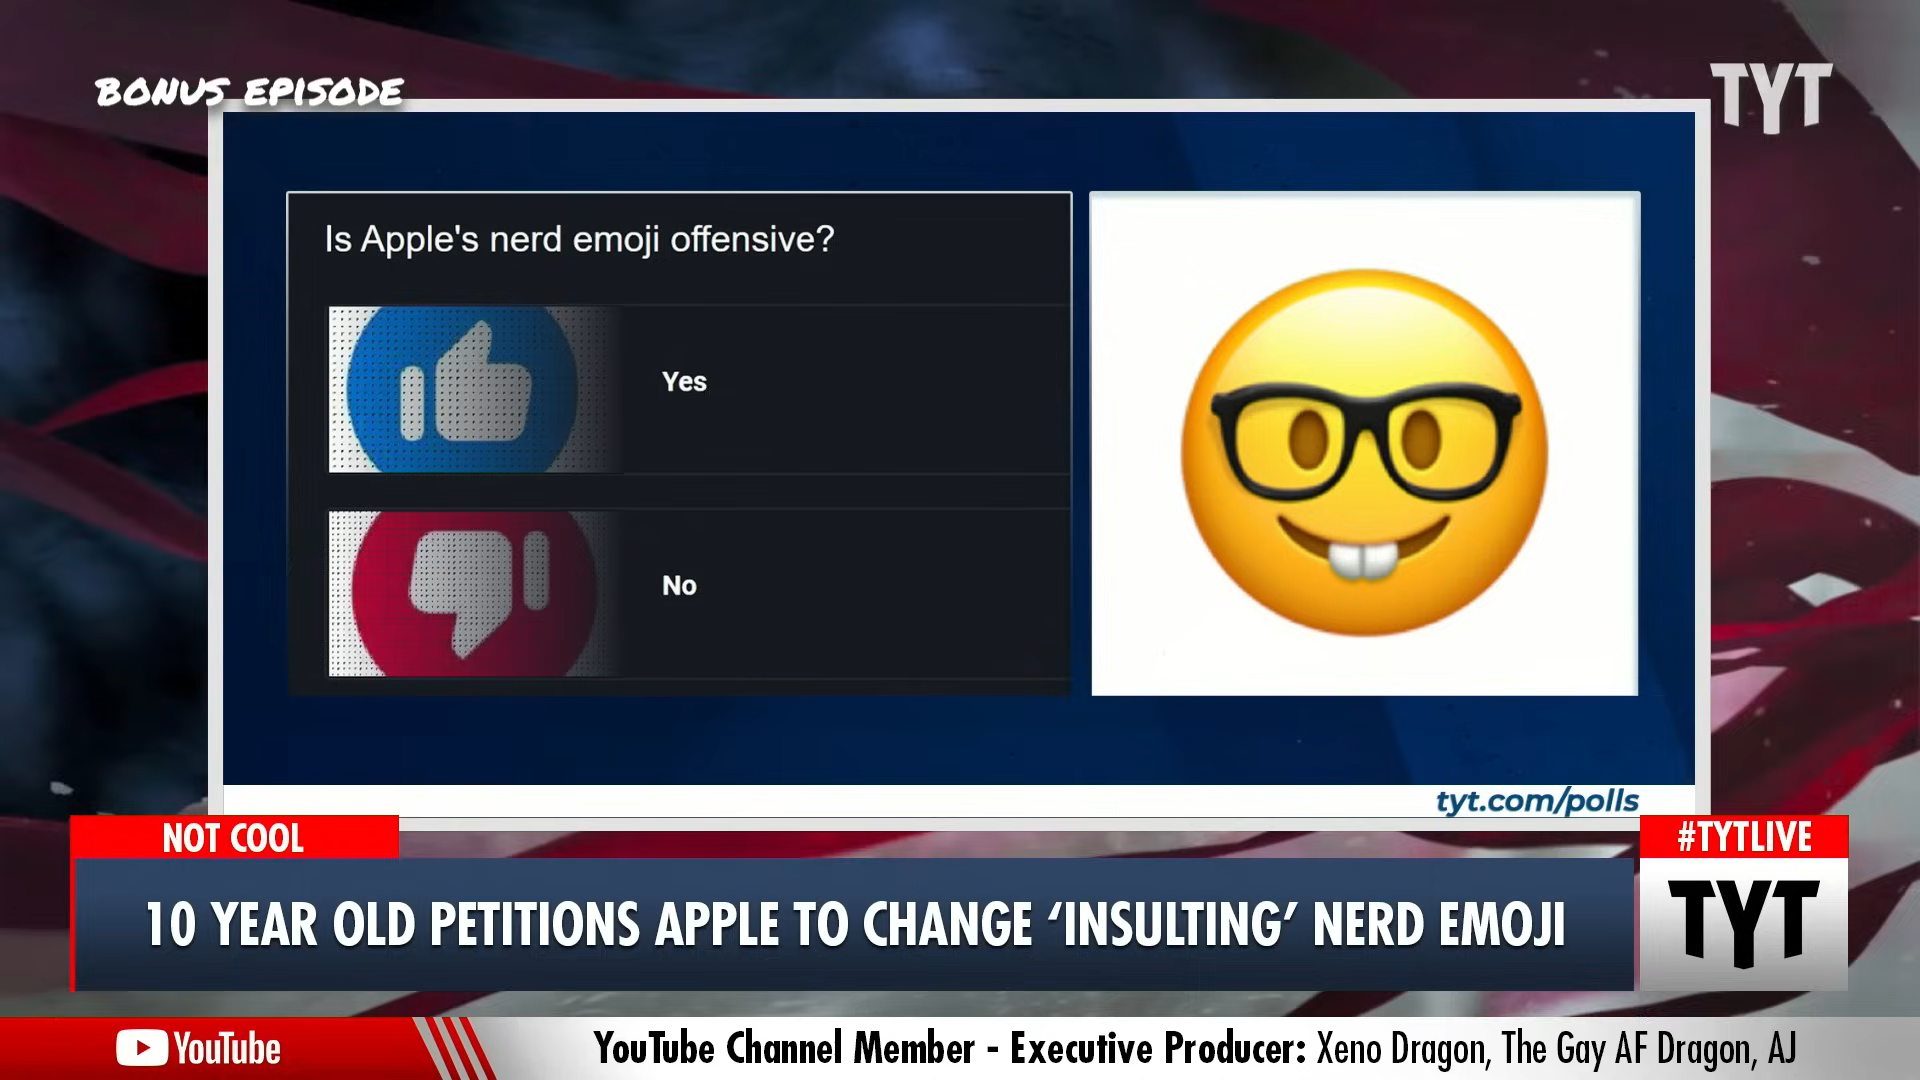 BONUS EPISODE
TYT
Is Apple's nerd emoji offensive?
Yes
No
tyt.com/polls
NOT COOL
#TYTLIVE
10 YEAR OLD PETITIONS APPLE TO CHANGE ‘INSULTING’ NERD EMOJI
TYT
YouTube
YouTube Channel Member - Executive Producer: Xeno Dragon, The Gay AF Dragon, AJ